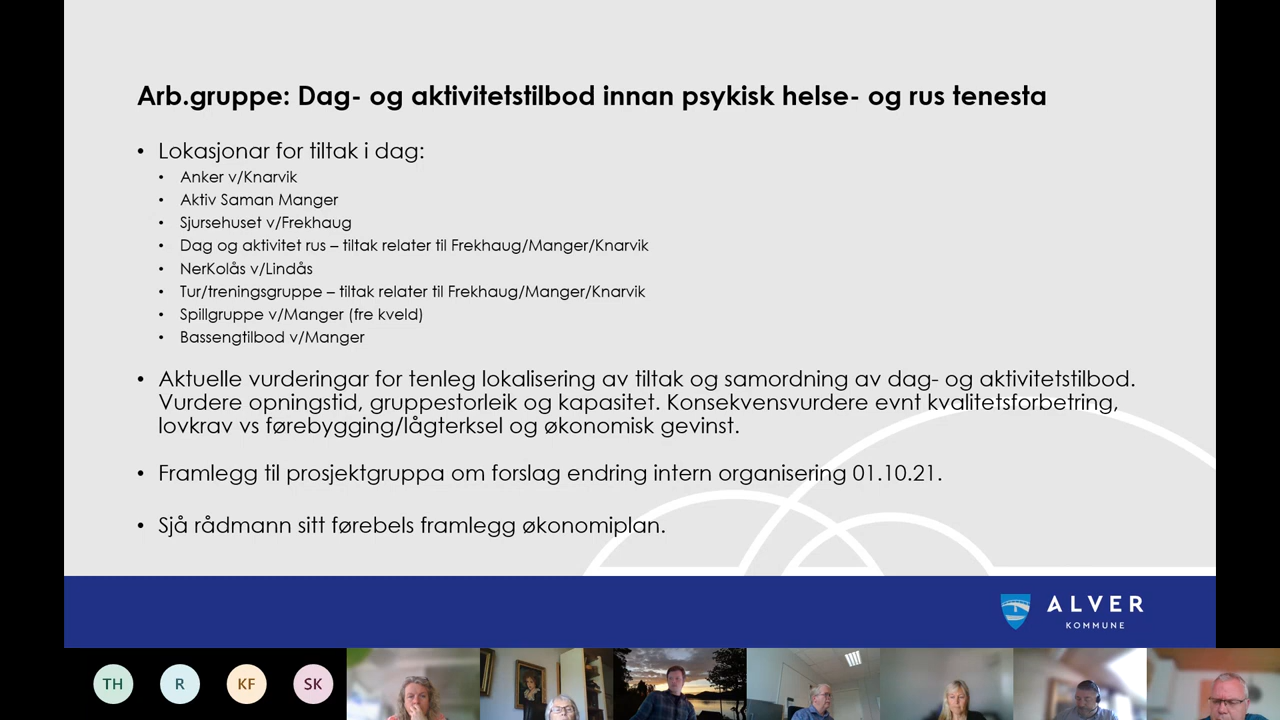 Arb.gruppe: Dag- og aktivitetstilbod innan psykisk helse- og rus tenesta
• Lokasjonar for tiltak i dag:
• Anker v/Knarvik
• Aktiv Saman Manger
• Sjursehuset v/Frekhaug
• Dag og aktivitet rus – tiltak relater til Frekhaug/Manger/Knarvik
• NerKolås v/Lindås
• Tur/treningsgruppe – tiltak relater til Frekhaug/Manger/Knarvik
• Spillgruppe v/Manger (fre kveld)
• Bassengtilbod v/Manger
• Aktuelle vurderingar for tenleg lokalisering av tiltak og samordning av dag- og aktivitetstilbod.
Vurdere opningstid, gruppestorleik og kapasitet. Konsekvensvurdere evnt kvalitetsforbetring,
lovkrav vs førebygging/lågterksel og økonomisk gevinst.
• Framlegg til prosjektgruppa om forslag endring intern organisering 01.10.21.
• Sjå rådmann sitt førebels framlegg økonomiplan.
ALVER
KOMMUNE
TH R KF SK